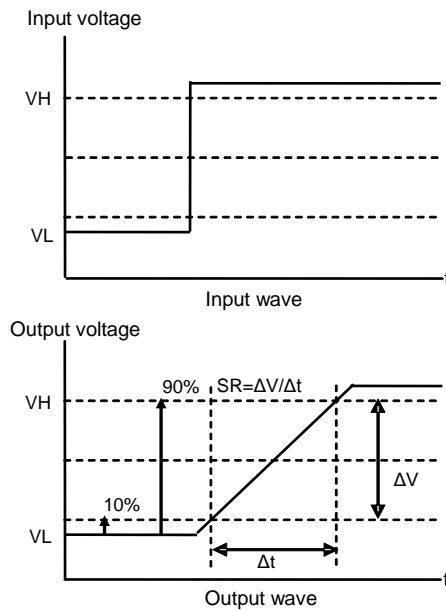 Input voltage
VH
VL
t
Input wave
Output voltage
90%
SR=ΔV/Δt
VH
ΔV
10%
VL
Δt
t
Output wave